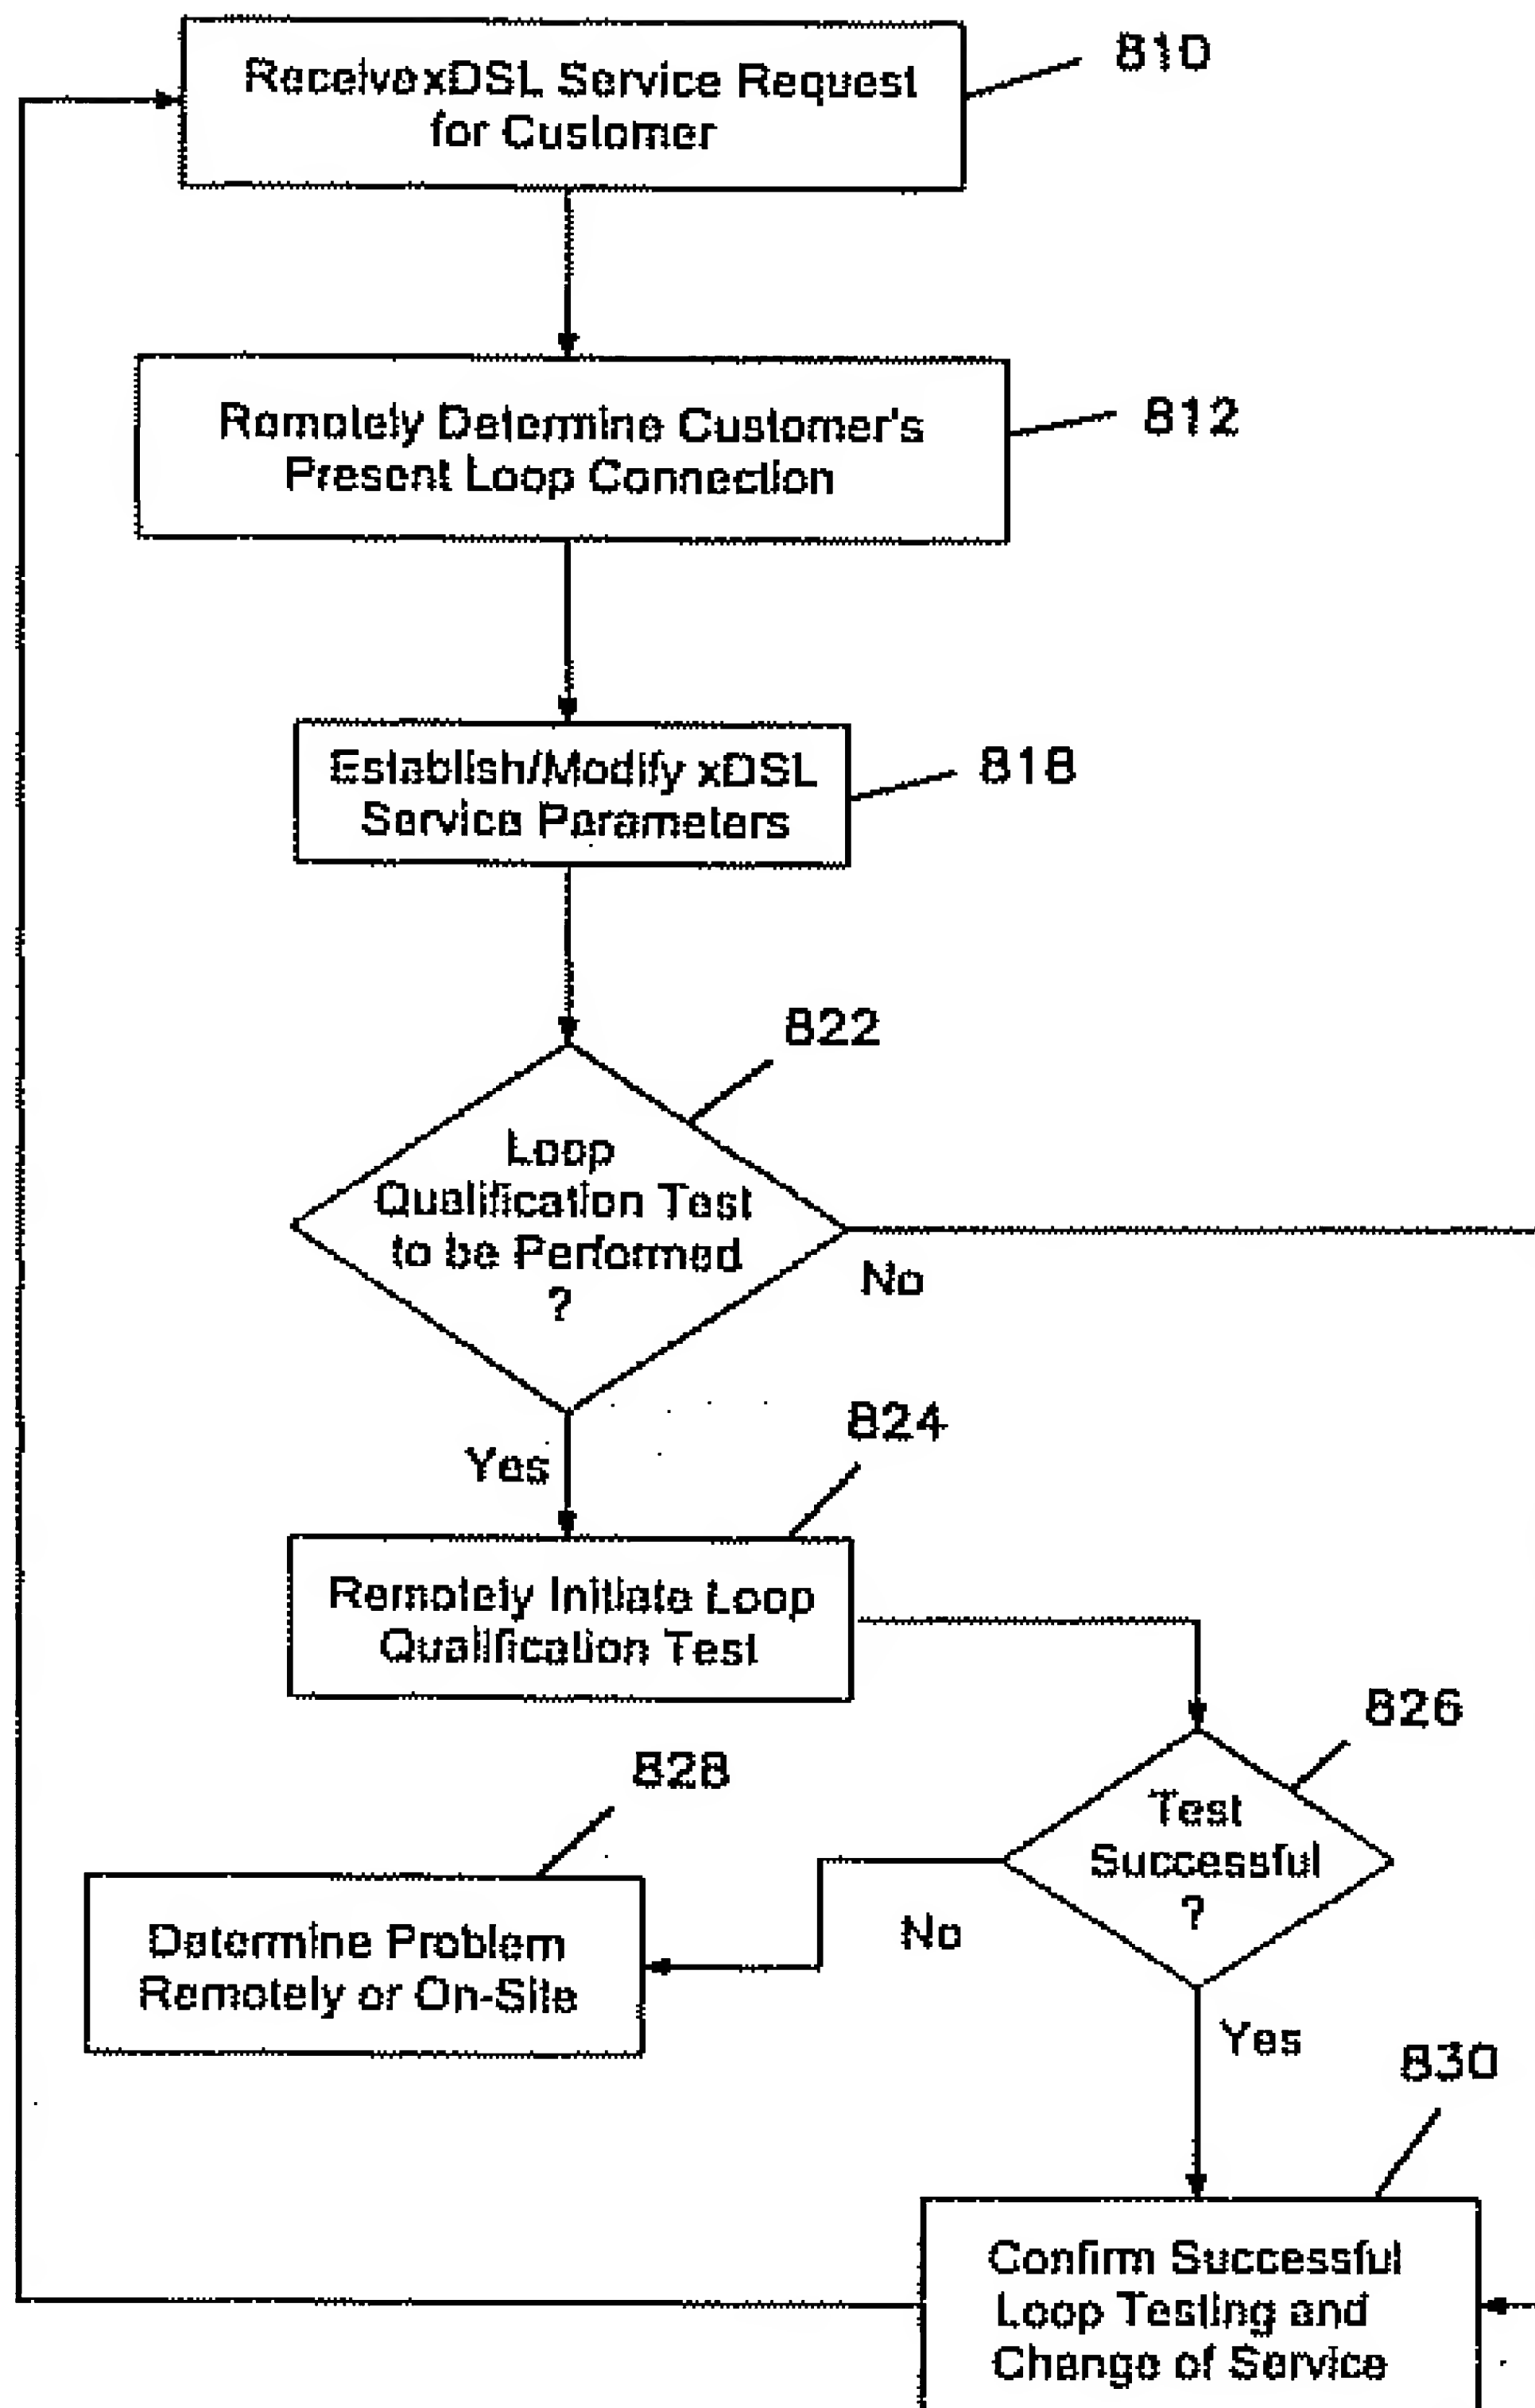 Receive xDSL Service Request
for Customer
810
Remotely Determine Customer's
Present Loop Connection
812
Establish/Modify xDSL
Service Parameters
818
822
Loop
Qualification Test
to be Performed
?
No
Yes
824
Remotely Initiate Loop
Qualification Test
826
Test
Successful
?
828
No
Determine Problem
Remotely or On-Site
Yes
830
Confirm Successful
Loop Testing and
Change of Service